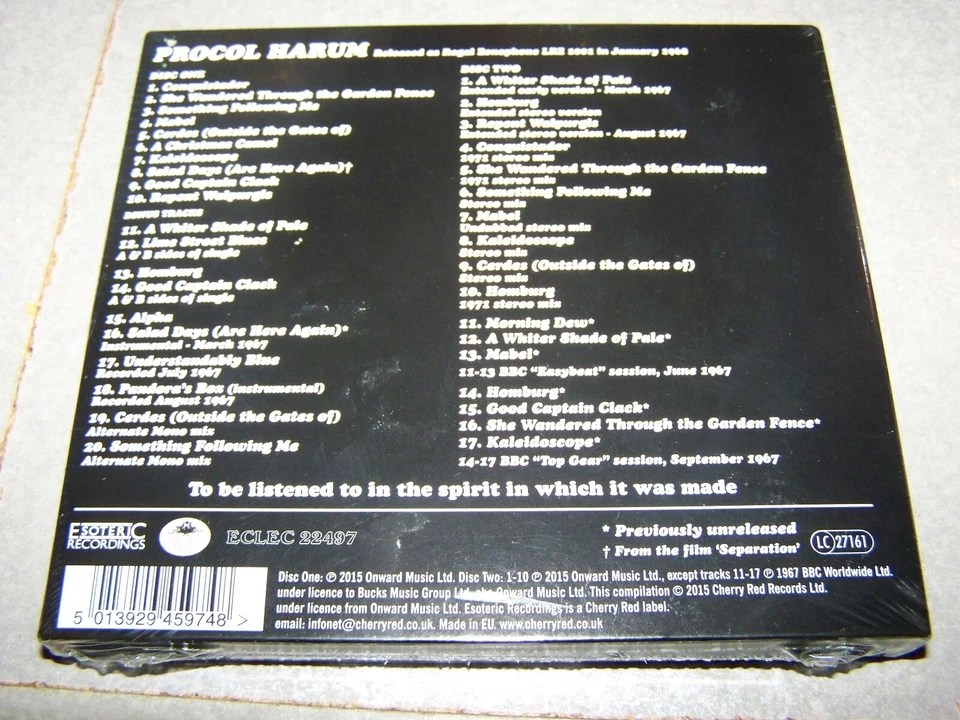 PROCOL HARUM Released as Regal Zonophone LRZ 1001 in January 1968
DISC ONE
1. Conquistador
2. She Wandered Through the Garden Fence
3. Something Following Me
4. Mabel
5. Cerdes (Outside the Gates of)
6. A Christmas Camel
7. Kaleidoscope
8. Salad Days (Are Here Again)†
9. Good Captain Clack
10. Repent Walpurgis
BONUS TRACKS
11. A Whiter Shade of Pale
12. Lime Street Blues
A & B sides of single
13. Homburg
14. Good Captain Clack
A & B sides of single
15. Alpha
16. Salad Days (Are Here Again)*
Instrumental - March 1967
17. Understandably Blue
Recorded July 1967
18. Pandora's Box (instrumental)
Recorded August 1967
19. Cerdes (Outside the Gates of)
Alternate Mono mix
20. Something Following Me
Alternate Mono mix
DISC TWO
1. A Whiter Shade of Pale
Extended early version - March 1967
2. Homburg
Extended stereo version
3. Repent Walpurgis
Extended stereo version - August 1967
4. Conquistador
1971 stereo mix
5. She Wandered Through the Garden Fence
1971 stereo mix
6. Something Following Me
Stereo mix
7. Mabel
Undubbed stereo mix
8. Kaleidoscope
Stereo mix
9. Cerdes (Outside the Gates of)
Stereo mix
10. Homburg
1971 stereo mix
11. Morning Dew*
12. A Whiter Shade of Pale*
13. Mabel*
11-13 BBC "Easybeat" session, June 1967
14. Homburg*
15. Good Captain Clack*
16. She Wandered Through the Garden Fence*
17. Kaleidoscope*
14-17 BBC "Top Gear" session, September 1967
To be listened to in the spirit in which it was made
ESOTERIC
RECORDINGS
ECLEC 22497
* Previously unreleased
† From the film 'Separation'
LC 27161
Disc One: ℗ 2015 Onward Music Ltd. Disc Two: 1-10 ℗ 2015 Onward Music Ltd., except tracks 11-17 ℗ 1967 BBC Worldwide Ltd.
under licence to Bucks Music Group Ltd. obo Onward Music Ltd. This compilation © 2015 Cherry Red Records Ltd.
under licence from Onward Music Ltd. Esoteric Recordings is a Cherry Red label.
email: infonet@cherryred.co.uk. Made in EU. www.cherryred.co.uk
5 013929 459748 >